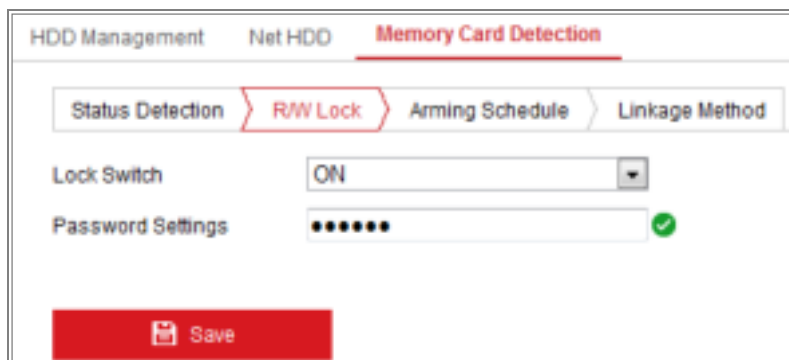 HDD Management Net HDD Memory Card Detection
Status Detection R/W Lock Arming Schedule Linkage Method
Lock Switch ON
Password Settings ••••••
Save